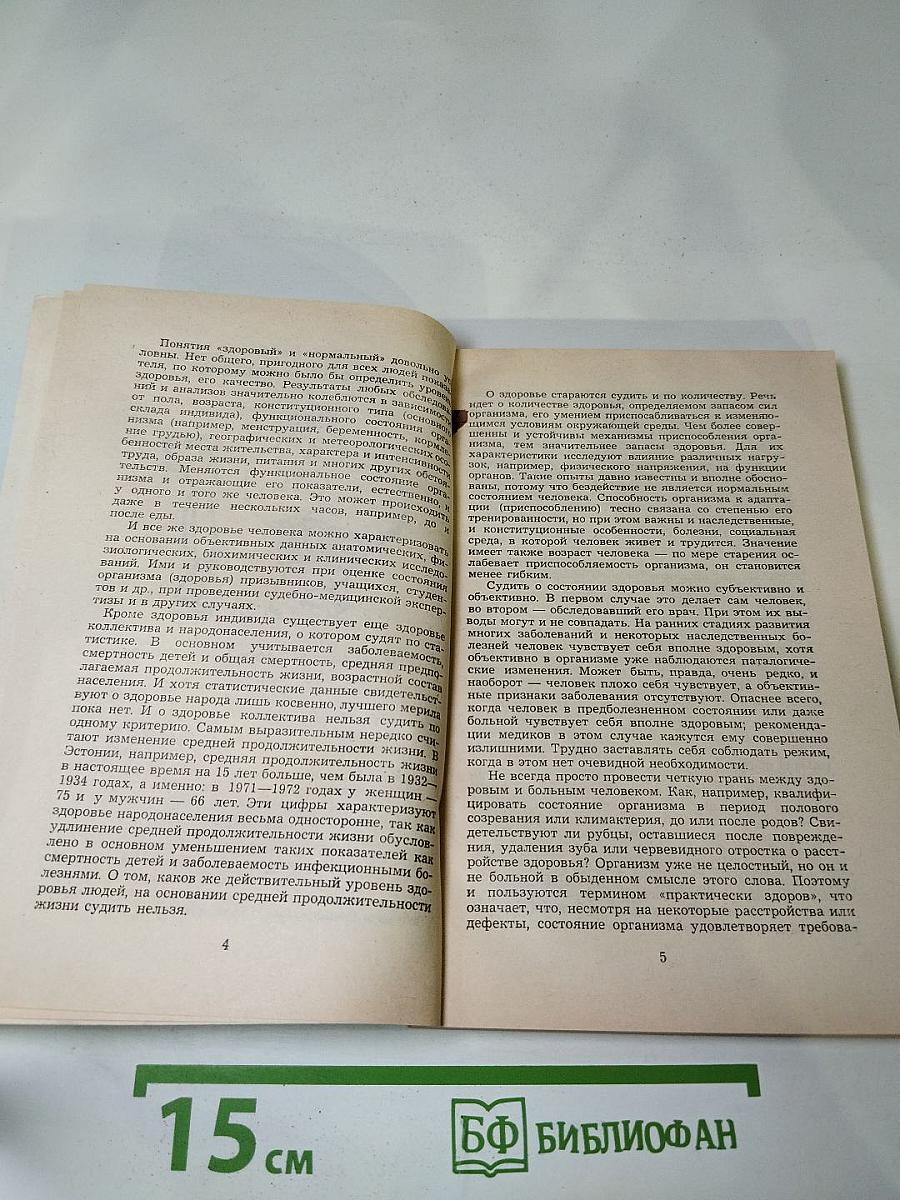 Понятия «здоровый» и «нормальный» довольно ус-
ловны. Нет общего, пригодного для всех людей показа-
теля, по которому можно было бы определить уровень
здоровья, его качество. Результаты любых обследова-
ний и анализов значительно колеблются в зависимости
от пола, возраста, конституционного типа (основного
склада индивида), функционального состояния орга-
низма (например, менструация, беременность, кормле-
ние грудью), географических и метеорологических осо-
бенностей места жительства, характера и интенсивности
труда, образа жизни, питания и многих других обстоя-
тельств. Меняются функциональное состояние орга-
низма и отражающие его показатели, естественно, и
у одного и того же человека. Это может происходить
даже в течение нескольких часов, например, до и
после еды.
И все же здоровье человека можно характеризовать
на основании объективных данных анатомических, фи-
зиологических, биохимических и клинических исследо-
ваний. Ими и руководствуются при оценке состояния
организма (здоровья) призывников, учащихся, студен-
тов и др., при проведении судебно-медицинской экспер-
тизы и в других случаях.
Кроме здоровья индивида существует еще здоровье
коллектива и народонаселения, о котором судят по ста-
тистике. В основном учитывается заболеваемость,
смертность детей и общая смертность, средняя предпо-
лагаемая продолжительность жизни, возрастной состав
населения. И хотя статистические данные свидетельст-
вуют о здоровье народа лишь косвенно, лучшего мерила
пока нет. И о здоровье коллектива нельзя судить по
одному критерию. Самым выразительным нередко счи-
тают изменение средней продолжительности жизни. В
Эстонии, например, средняя продолжительность жизни
в настоящее время на 15 лет больше, чем была в 1932—
1934 годах, а именно: в 1971—1972 годах у женщин —
75 и у мужчин — 66 лет. Эти цифры характеризуют
здоровье народонаселения весьма односторонне, так как
удлинение средней продолжительности жизни обуслов-
лено в основном уменьшением таких показателей как
смертность детей и заболеваемость инфекционными бо-
лезнями. О том, каков же действительный уровень здо-
ровья людей, на основании средней продолжительности
жизни судить нельзя.
4
О здоровье стараются судить и по количеству. Речь
идет о количестве здоровья, определяемом запасом сил
организма, его умением приспосабливаться к изменяю-
щимся условиям окружающей среды. Чем более совер-
шенны и устойчивы механизмы приспособления орга-
низма, тем значительнее запасы здоровья. Для их
характеристики исследуют влияние различных нагру-
зок, например, физического напряжения, на функции
органов. Такие опыты давно известны и вполне обосно-
ваны, потому что бездействие не является нормальным
состоянием человека. Способность организма к адапта-
ции (приспособлению) тесно связана со степенью его
тренированности, но при этом важны и наследственные,
и конституционные особенности, болезни, социальная
среда, в которой человек живет и трудится. Значение
имеет также возраст человека — по мере старения ос-
лабевает приспособляемость организма, он становится
менее гибким.
Судить о состоянии здоровья можно субъективно и
объективно. В первом случае это делает сам человек,
во втором — обследовавший его врач. При этом их вы-
воды могут и не совпадать. На ранних стадиях развития
многих заболеваний и некоторых наследственных бо-
лезней человек чувствует себя вполне здоровым, хотя
объективно в организме уже наблюдаются паталогиче-
ские изменения. Может быть, правда, очень редко, и
наоборот — человек плохо себя чувствует, а объектив-
ные признаки заболевания отсутствуют. Опаснее всего,
когда человек в предболезненном состоянии или даже
больной чувствует себя вполне здоровым; рекоменда-
ции медиков в этом случае кажутся ему совершенно
излишними. Трудно заставлять себя соблюдать режим,
когда в этом нет очевидной необходимости.
Не всегда просто провести четкую грань между здо-
ровым и больным человеком. Как, например, квалифи-
цировать состояние организма в период полового
созревания или климактерия, до или после родов? Сви-
детельствуют ли рубцы, оставшиеся после поврежде-
ния, удаления зуба или червевидного отростка о расст-
ройстве здоровья? Организм уже не целостный, но он и
не больной в обыденном смысле этого слова. Поэтому
и пользуются термином «практически здоров», что
означает, что, несмотря на некоторые расстройства или
дефекты, состояние организма удовлетворяет требова-
5
15 см
БФ БИБЛИОФАН